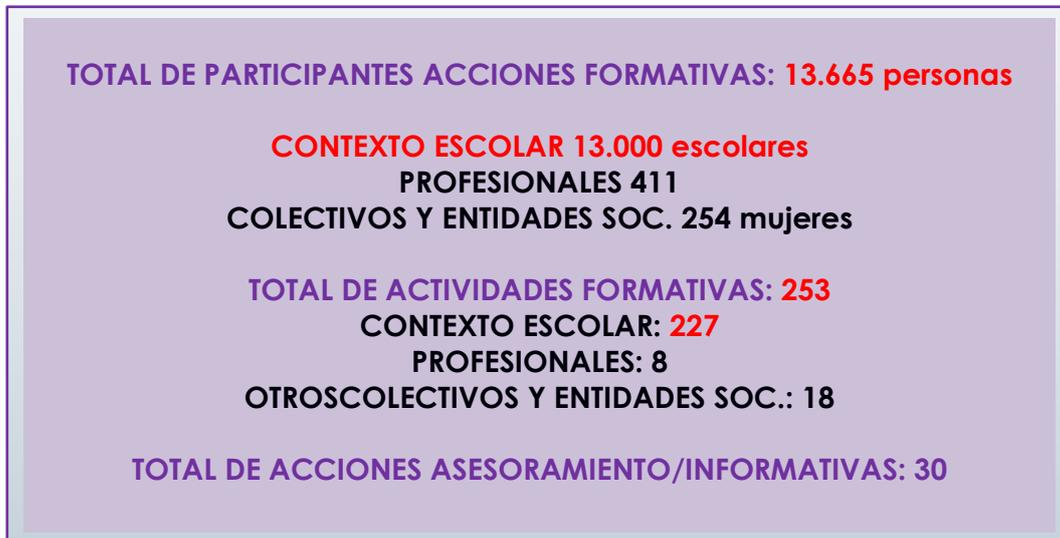 TOTAL DE PARTICIPANTES ACCIONES FORMATIVAS: 13.665 personas
CONTEXTO ESCOLAR 13.000 escolares
PROFESIONALES 411
COLECTIVOS Y ENTIDADES SOC. 254 mujeres
TOTAL DE ACTIVIDADES FORMATIVAS: 253
CONTEXTO ESCOLAR: 227
PROFESIONALES: 8
OTROSCOLECTIVOS Y ENTIDADES SOC.: 18
TOTAL DE ACCIONES ASESORAMIENTO/INFORMATIVAS: 30